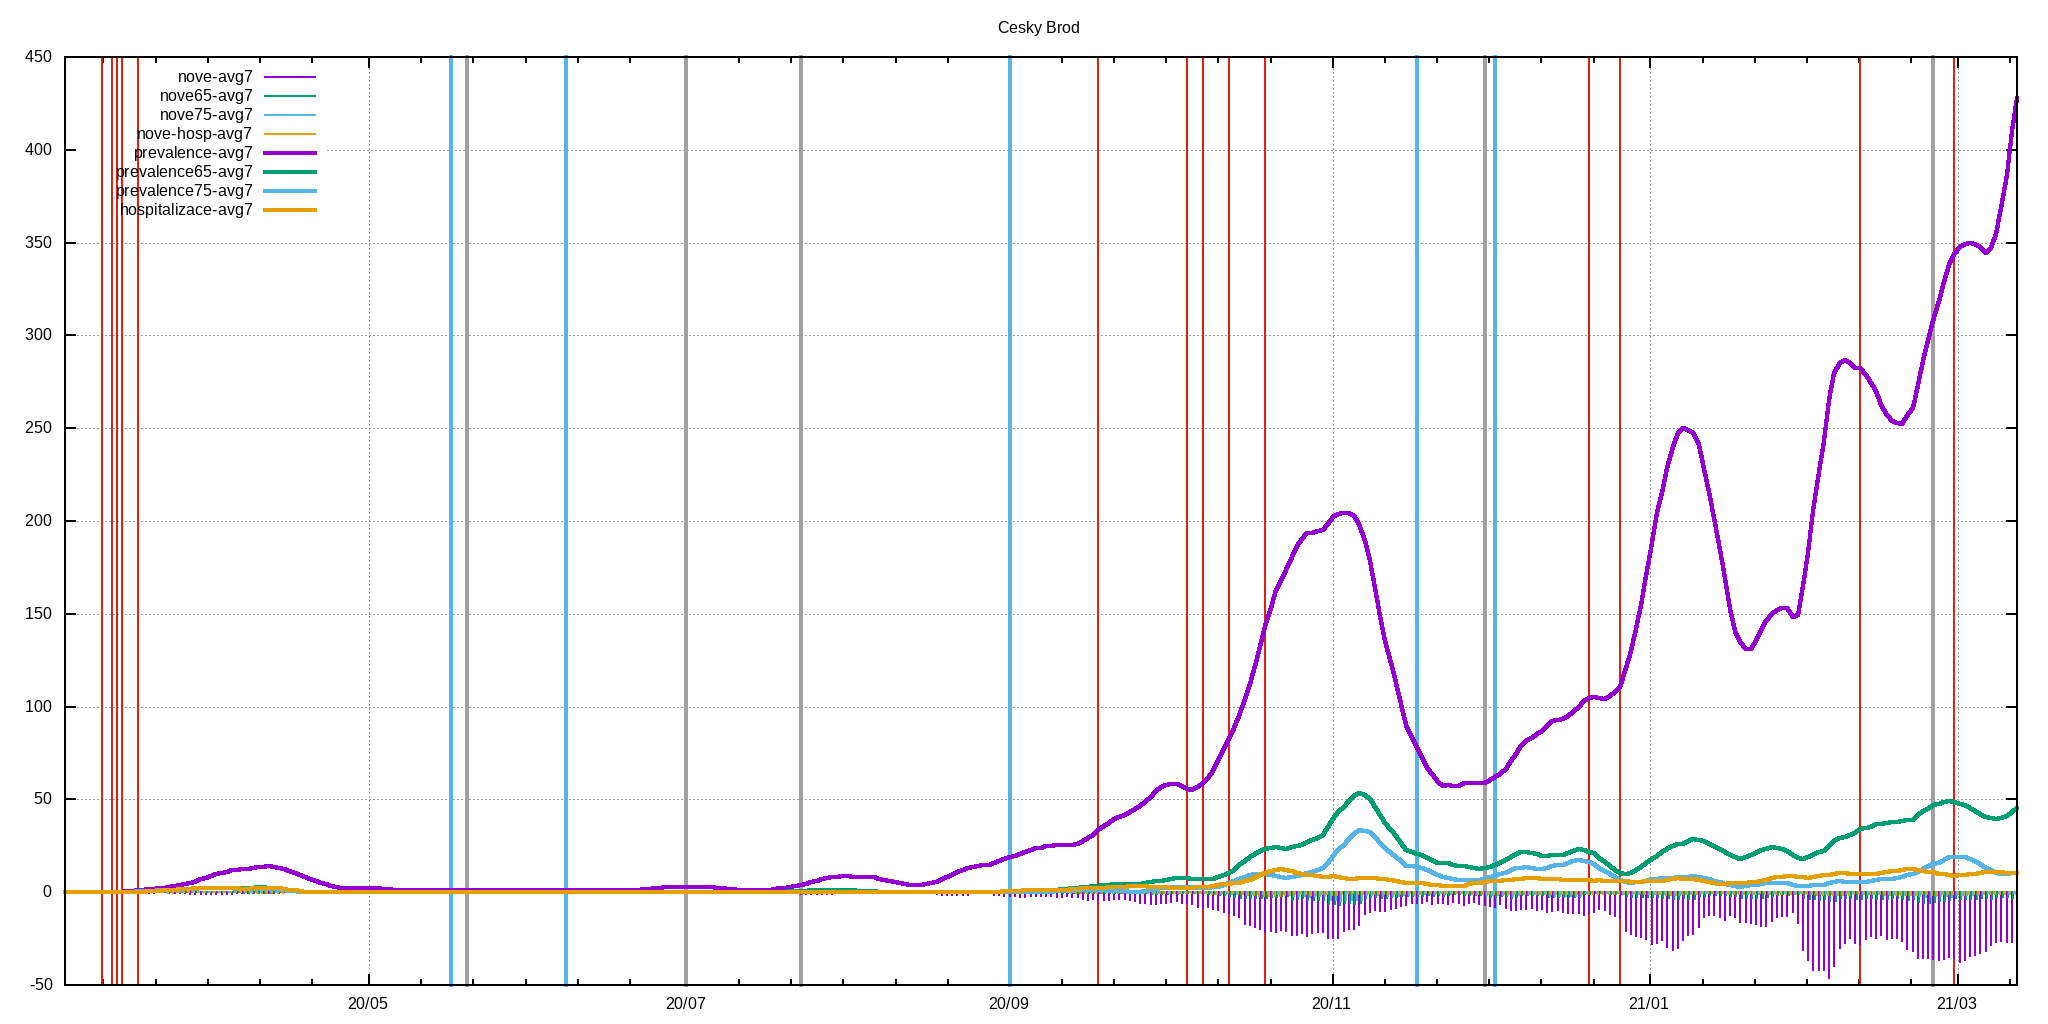 Cesky Brod
450
400
350
300
250
200
150
100
50
0
-50
nove-avg7
nove65-avg7
nove75-avg7
nove-hosp-avg7
prevalence-avg7
prevalence65-avg7
prevalence75-avg7
hospitalizace-avg7
20/05 20/07 20/09 20/11 21/01 21/03